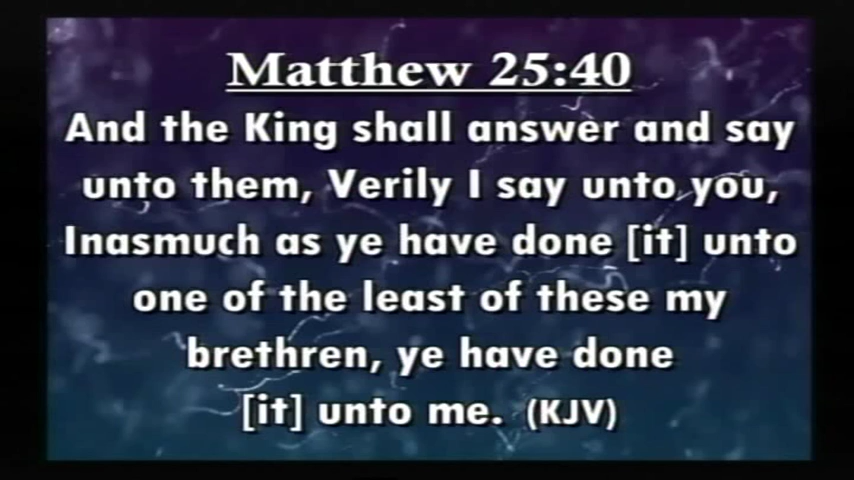 Matthew 25:40
And the King shall answer and say
unto them, Verily I say unto you,
Inasmuch as ye have done [it] unto
one of the least of these my
brethren, ye have done
[it] unto me. (KJV)